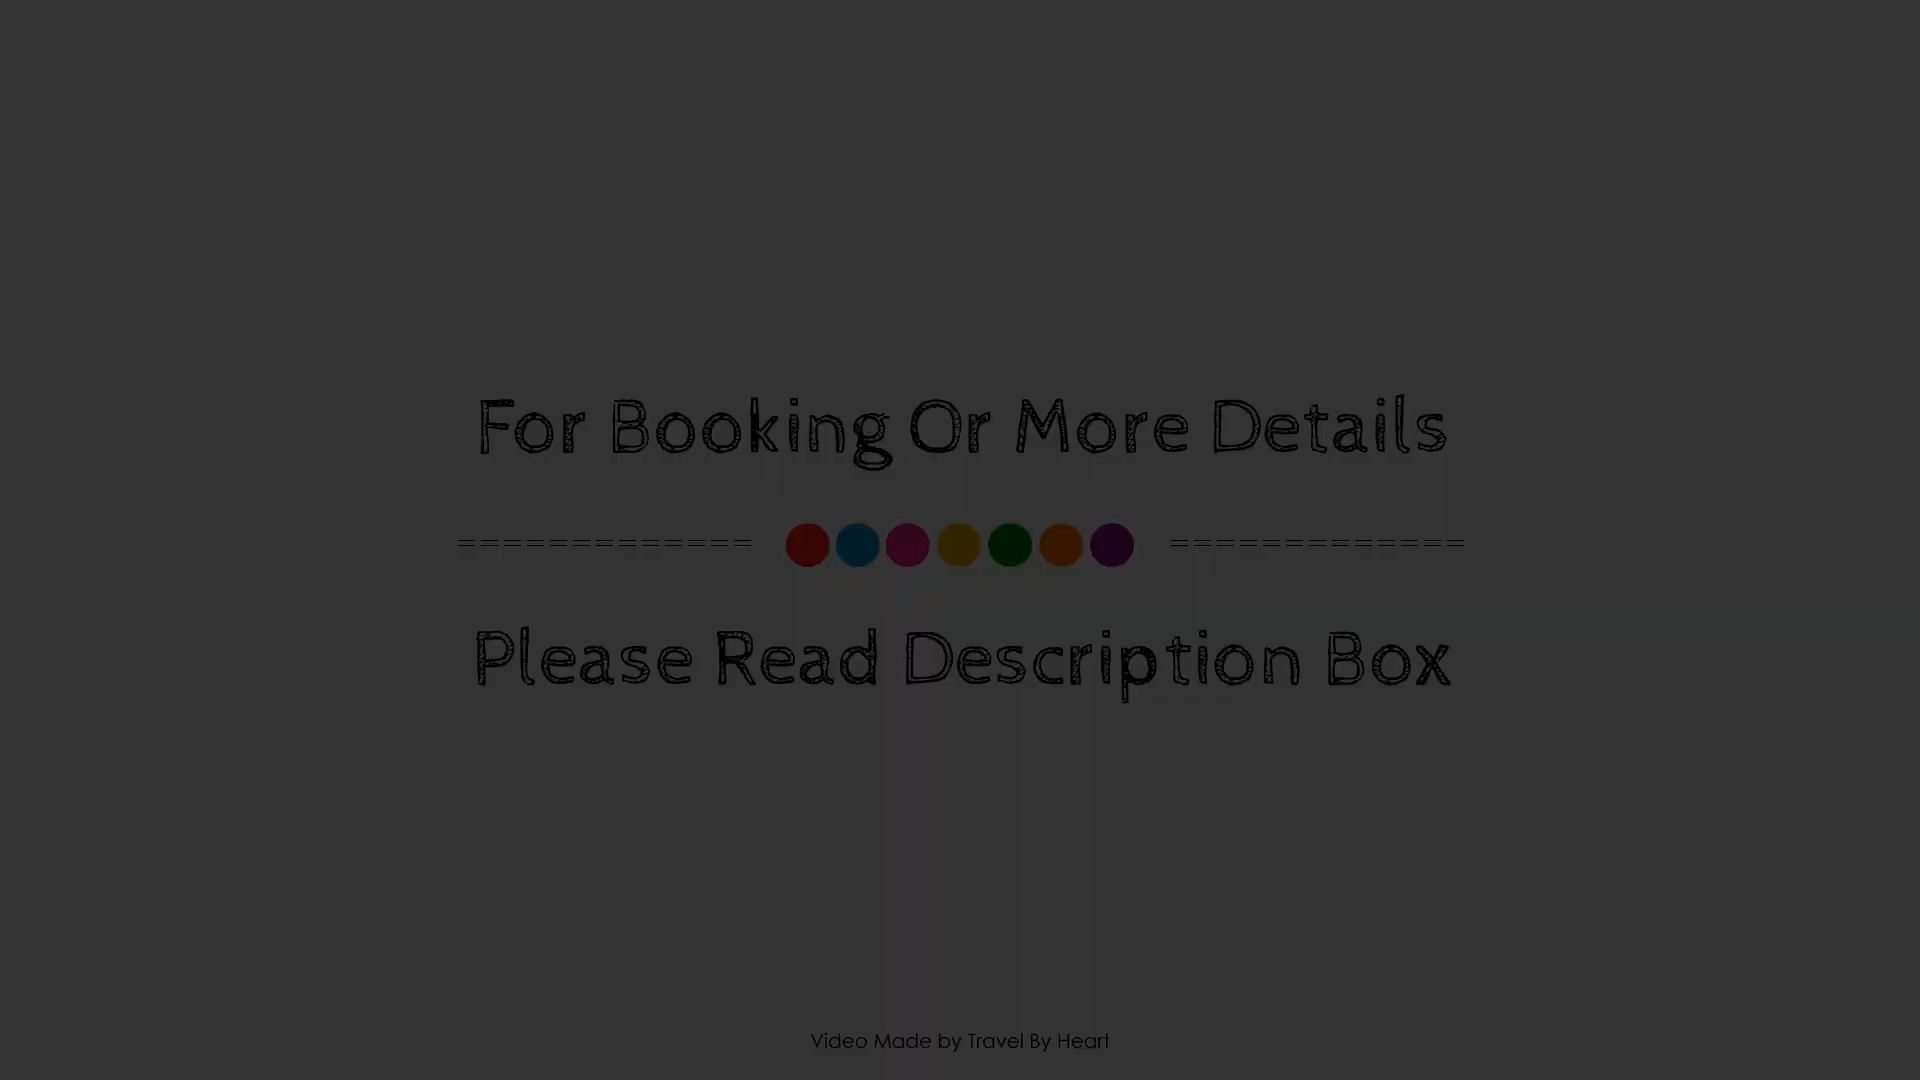 For Booking Or More Details
============= =============
Please Read Description Box
Video Made by Travel By Heart